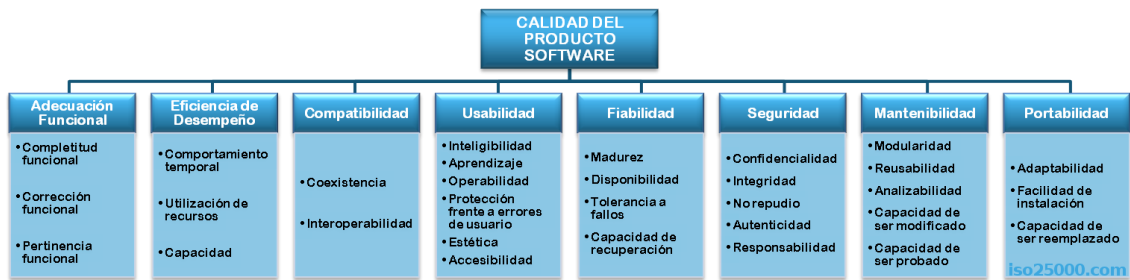 CALIDAD DEL
PRODUCTO
SOFTWARE
Adecuación
Funcional
• Completitud
funcional
• Corrección
funcional
• Pertinencia
funcional
Eficiencia de
Desempeño
• Comportamiento
temporal
• Utilización de
recursos
• Capacidad
Compatibilidad
• Coexistencia
• Interoperabilidad
Usabilidad
• Inteligibilidad
• Aprendizaje
• Operabilidad
• Protección
frente a errores
de usuario
• Estética
• Accesibilidad
Fiabilidad
• Madurez
• Disponibilidad
• Tolerancia a
fallos
• Capacidad de
recuperación
Seguridad
• Confidencialidad
• Integridad
• No repudio
• Autenticidad
• Responsabilidad
Mantenibilidad
• Modularidad
• Reusabilidad
• Analizabilidad
• Capacidad de
ser modificado
• Capacidad de
ser probado
Portabilidad
• Adaptabilidad
• Facilidad de
instalación
• Capacidad de
ser reemplazado
iso25000.com